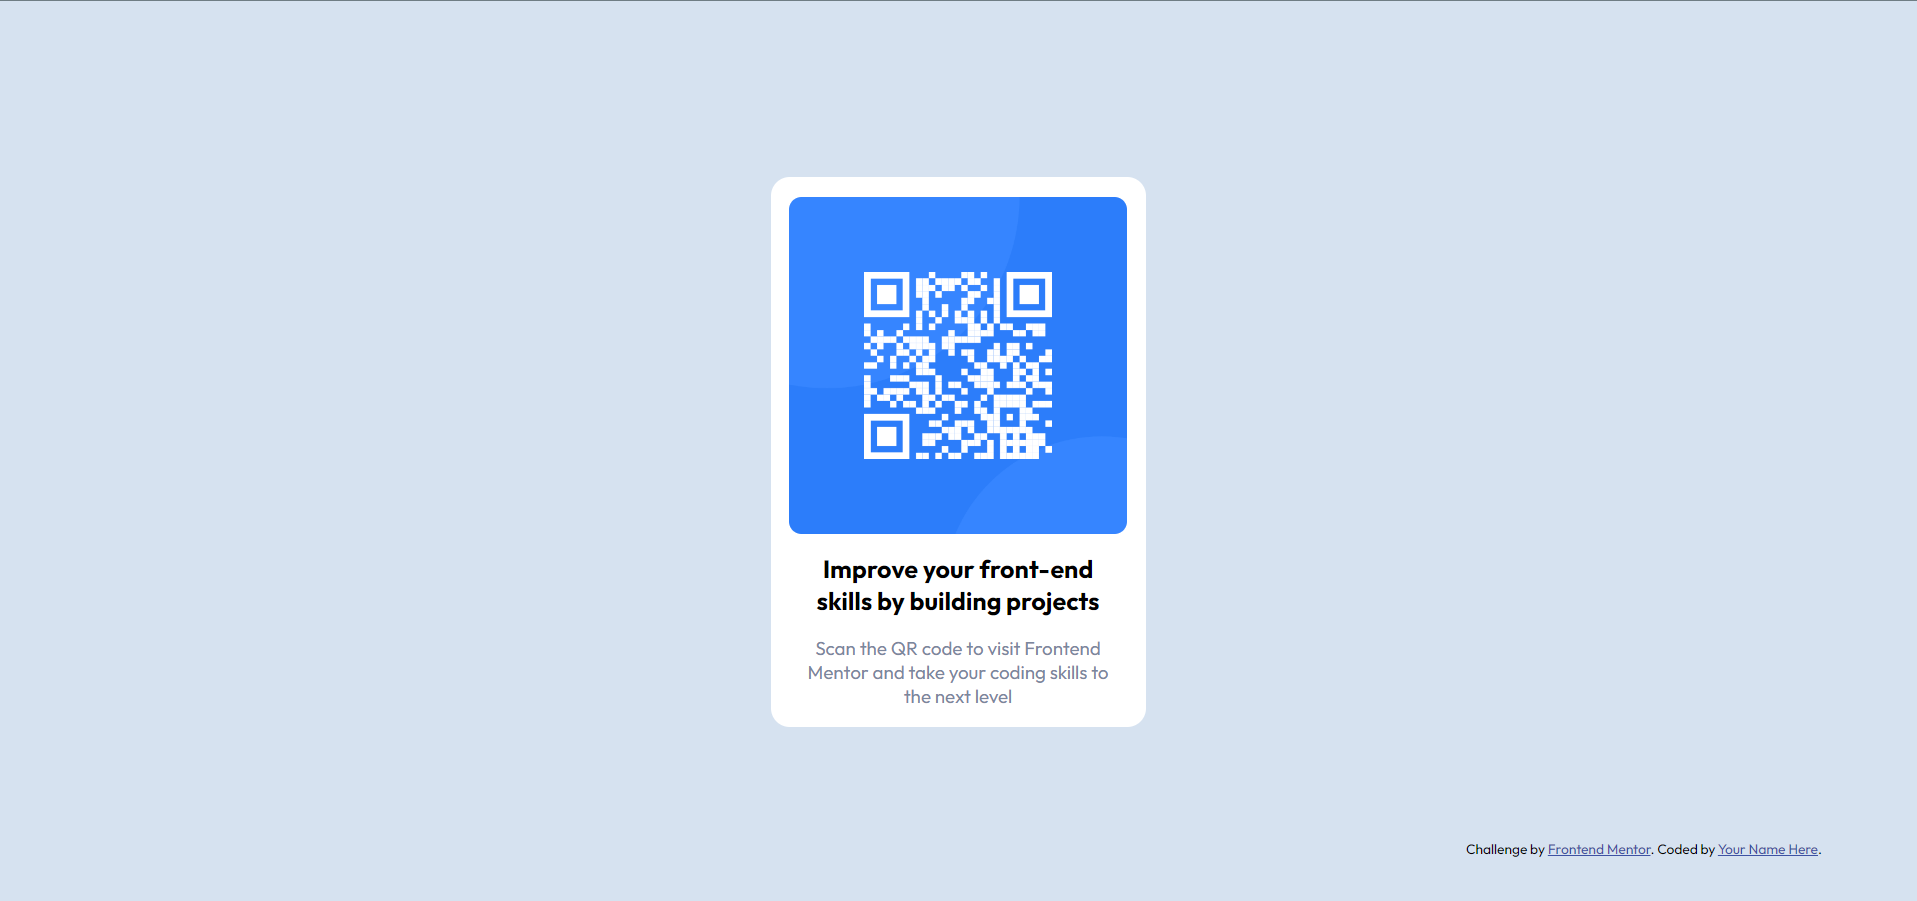 Improve your front-end
skills by building projects
Scan the QR code to visit Frontend
Mentor and take your coding skills to
the next level
Challenge by Frontend Mentor. Coded by Your Name Here.